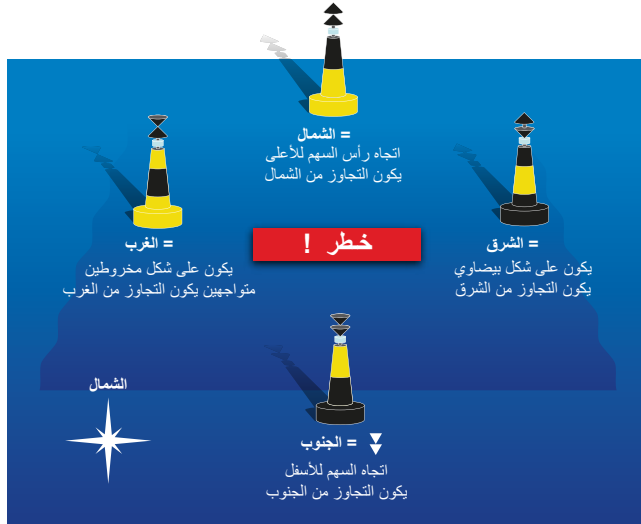 = الشمال
اتجاه رأس السهم للأعلى
يكون التجاوز من الشمال
= الغرب
يكون على شكل مخروطين
متواجهين يكون التجاوز من الغرب
خطر !
= الشرق
يكون على شكل بيضاوي
يكون التجاوز من الشرق
الشمال
= الجنوب
اتجاه السهم للأسفل
يكون التجاوز من الجنوب